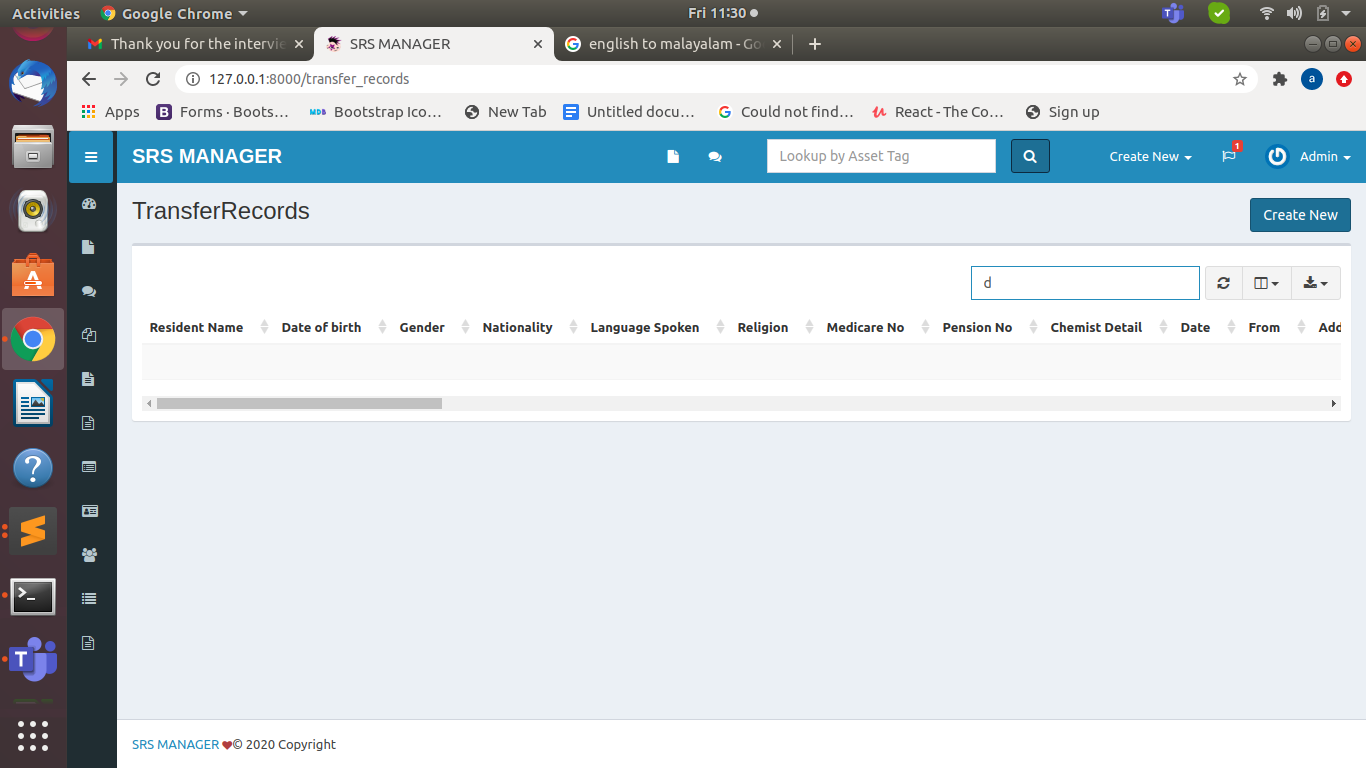 Activities Google Chrome Fri 11:30
Thank you for the intervie SRS MANAGER english to malayalam - Go
127.0.0.1:8000/transfer_records a
Apps Forms · Boots… Bootstrap Ico… New Tab Untitled docu… Could not find… React - The Co… Sign up
SRS MANAGER Lookup by Asset Tag Create New 1 Admin
TransferRecords Create New
d
Resident Name Date of birth Gender Nationality Language Spoken Religion Medicare No Pension No Chemist Detail Date From Add
SRS MANAGER © 2020 Copyright